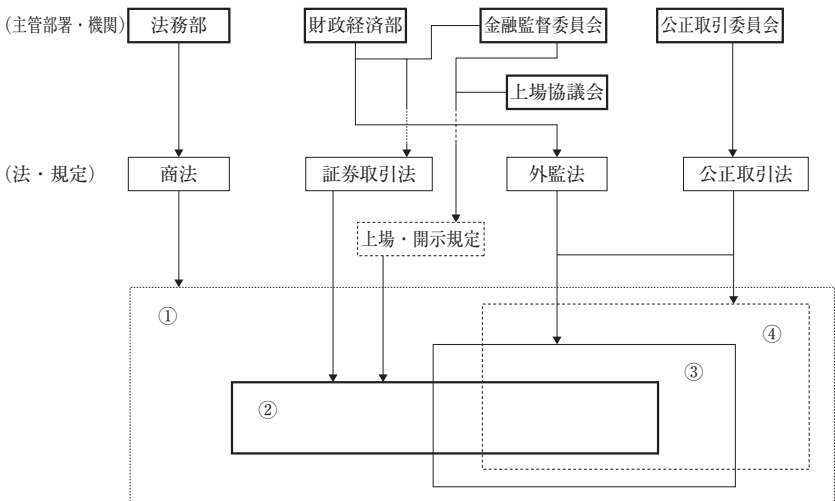 (主管部署・機関) 法務部 財政経済部 金融監督委員会 公正取引委員会
上場協議会
(法・規定) 商法 証券取引法 外監法 公正取引法
上場・開示規定
①
④
③
②